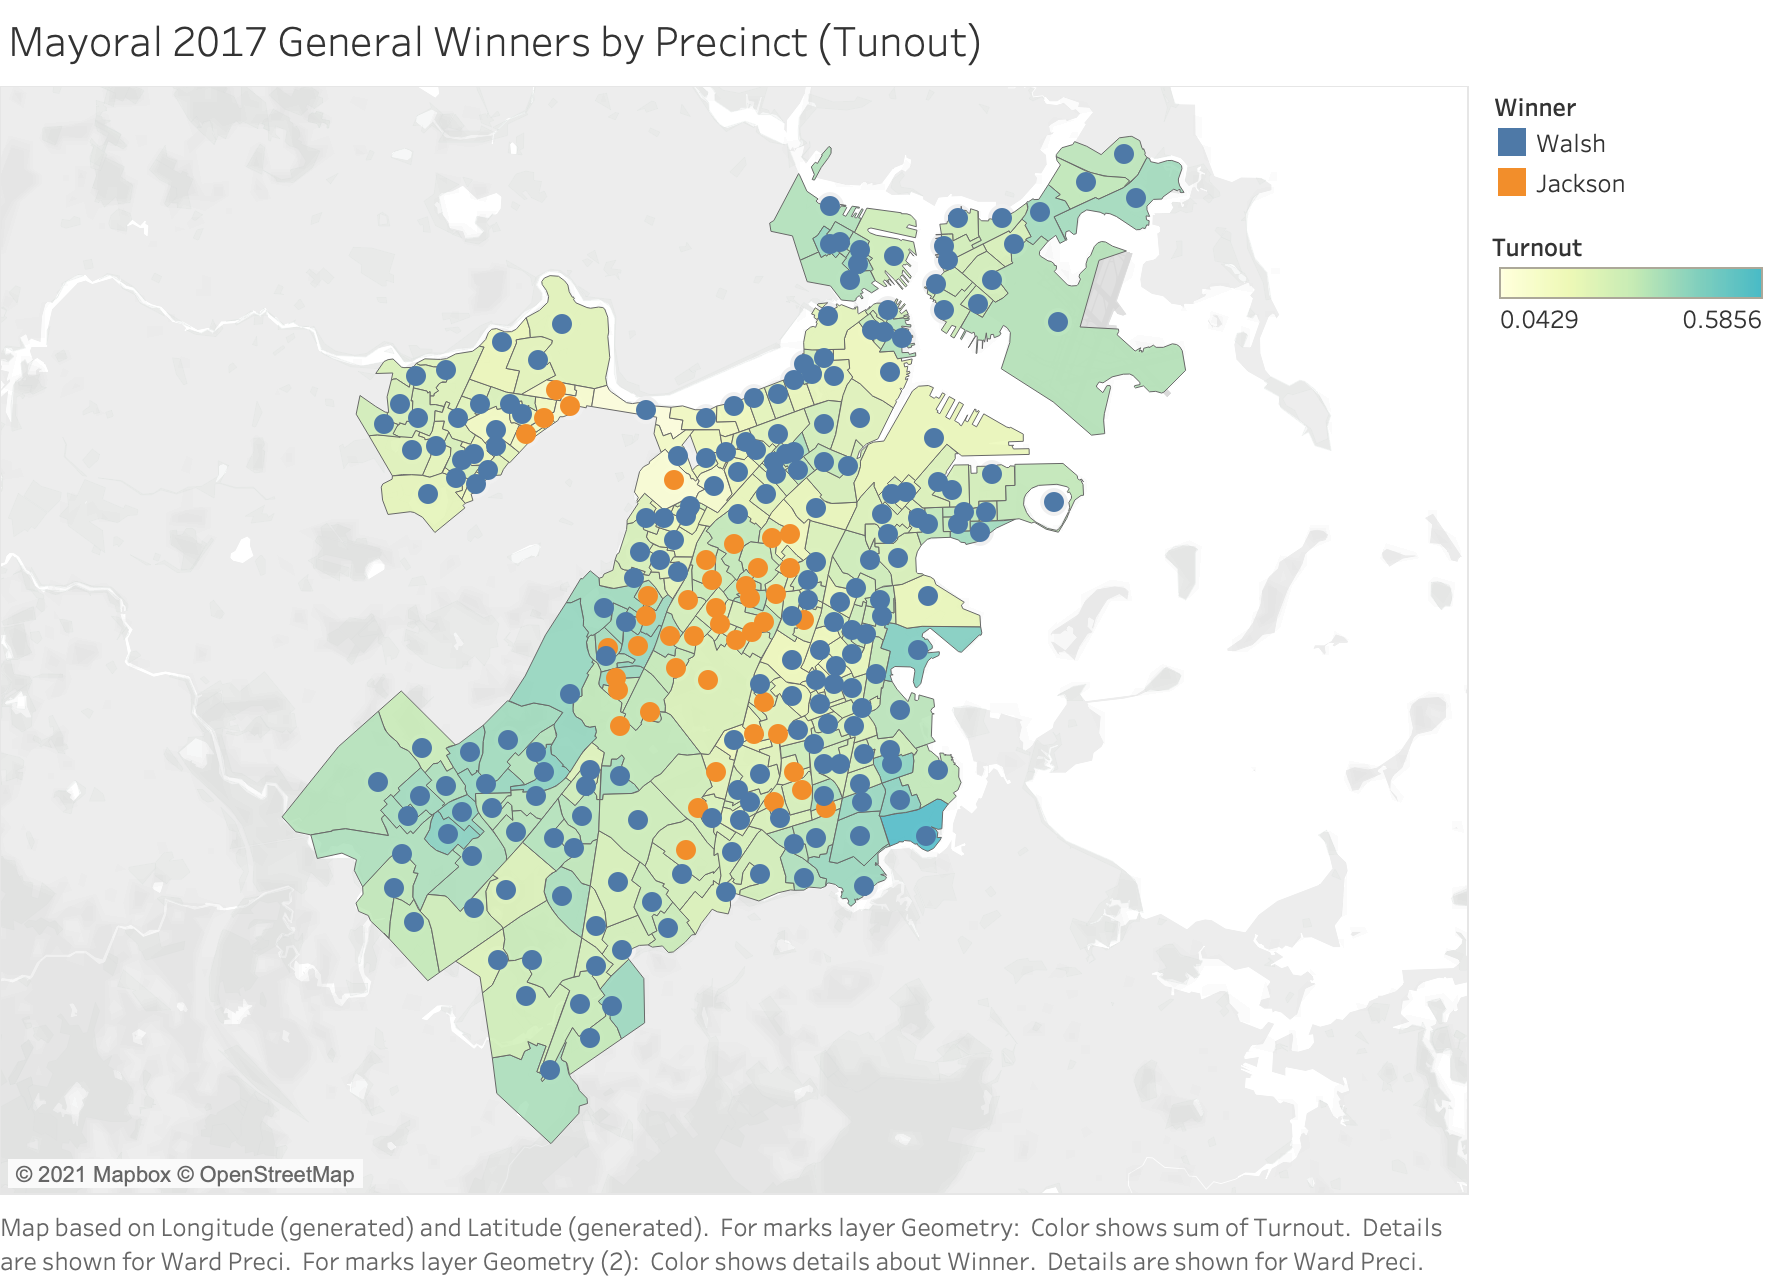 Mayoral 2017 General Winners by Precinct (Tunout)
Winner
Walsh
Jackson
Turnout
0.0429 0.5856
© 2021 Mapbox © OpenStreetMap
Map based on Longitude (generated) and Latitude (generated). For marks layer Geometry: Color shows sum of Turnout. Details
are shown for Ward Preci. For marks layer Geometry (2): Color shows details about Winner. Details are shown for Ward Preci.